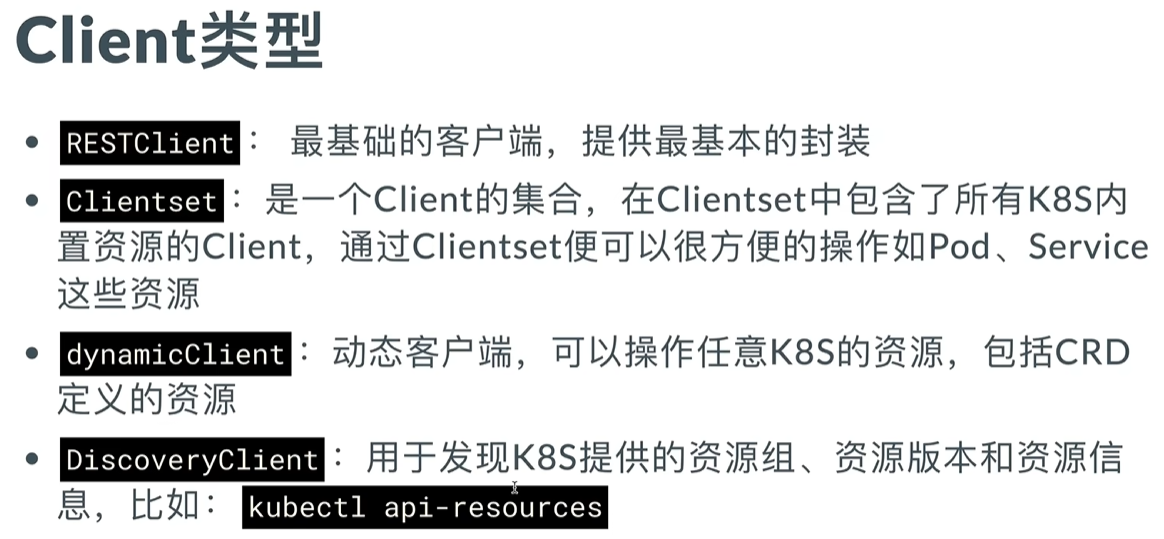 Client类型
RESTClient： 最基础的客户端，提供最基本的封装
Clientset：是一个Client的集合，在Clientset中包含了所有K8S内
置资源的Client，通过Clientset便可以很方便的操作如Pod、Service
这些资源
dynamicClient： 动态客户端，可以操作任意K8S的资源，包括CRD
定义的资源
DiscoveryClient： 用于发现K8S提供的资源组、资源版本和资源信
息，比如： kubectl api-resources